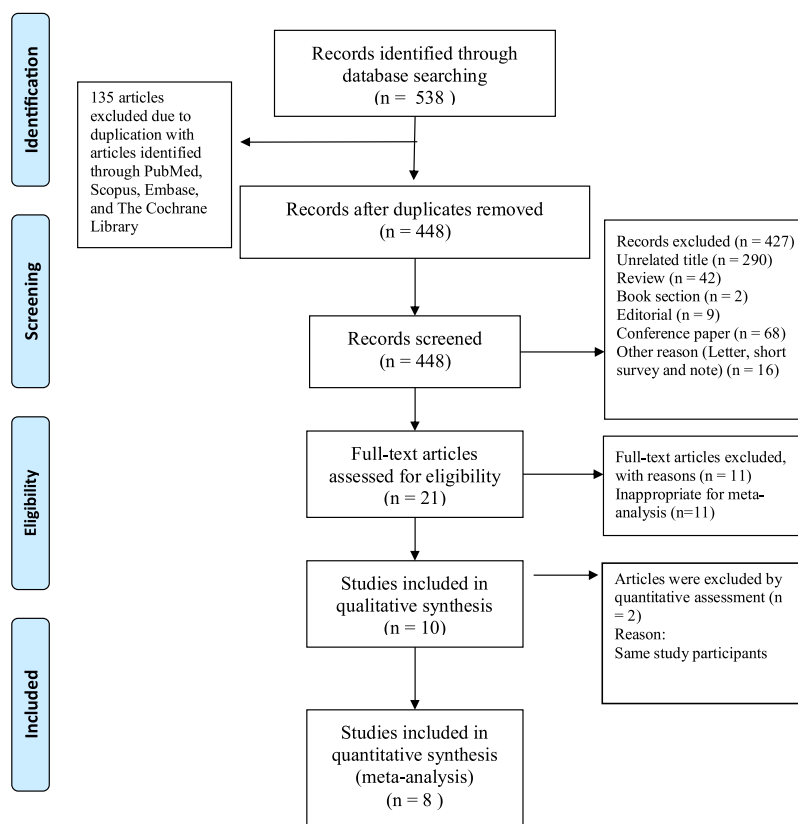 Identification
Records identified through
database searching
(n = 538 )
135 articles
excluded due to
duplication with
articles identified
through PubMed,
Scopus, Embase,
and The Cochrane
Library
Records after duplicates removed
(n = 448)
Screening
Records screened
(n = 448)
Records excluded (n = 427)
Unrelated title (n = 290)
Review (n = 42)
Book section (n = 2)
Editorial (n = 9)
Conference paper (n = 68)
Other reason (Letter, short
survey and note) (n = 16)
Eligibility
Full-text articles
assessed for eligibility
(n = 21)
Full-text articles excluded,
with reasons (n = 11)
Inappropriate for meta-
analysis (n=11)
Studies included in
qualitative synthesis
(n = 10)
Articles were excluded by
quantitative assessment (n
= 2)
Reason:
Same study participants
Included
Studies included in
quantitative synthesis
(meta-analysis)
(n = 8 )